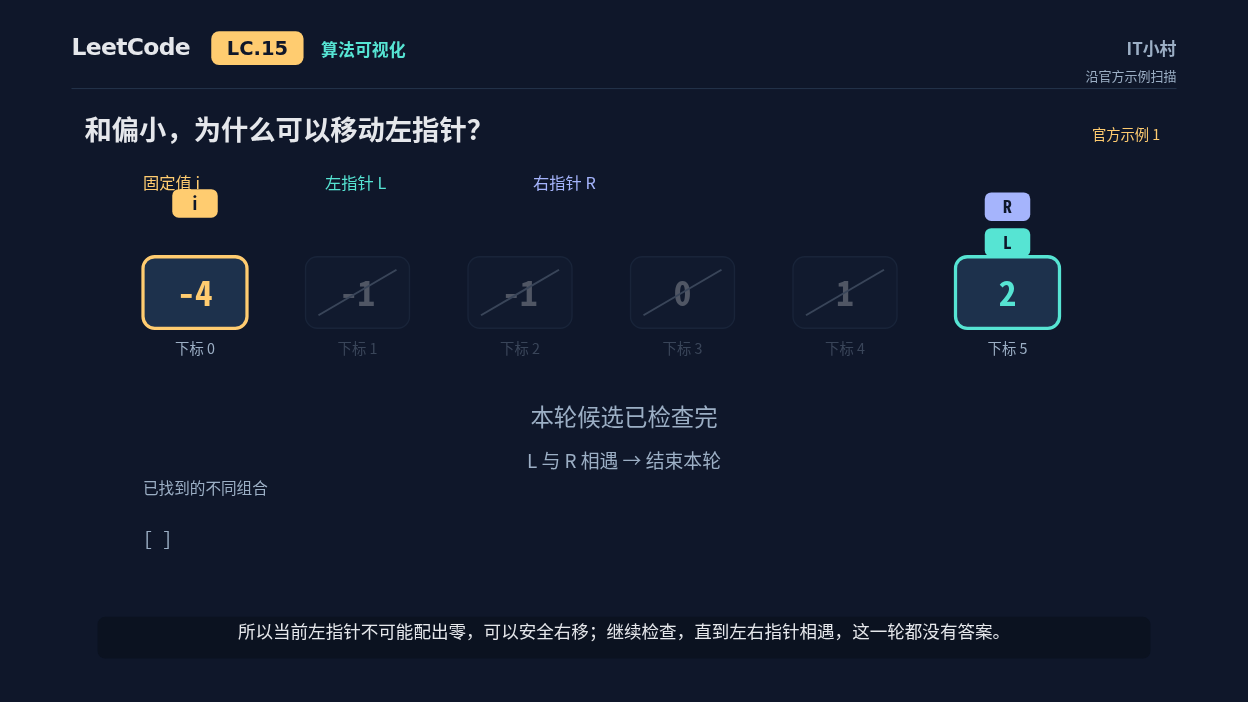 LeetCode LC.15 算法可视化 IT小村
沿官方示例扫描
和偏小，为什么可以移动左指针？ 官方示例 1
固定值 i 左指针 L 右指针 R
i R
L
-4 -1 -1 0 1 2
下标 0 下标 1 下标 2 下标 3 下标 4 下标 5
本轮候选已检查完
L 与 R 相遇 → 结束本轮
已找到的不同组合
[ ]
所以当前左指针不可能配出零，可以安全右移；继续检查，直到左右指针相遇，这一轮都没有答案。